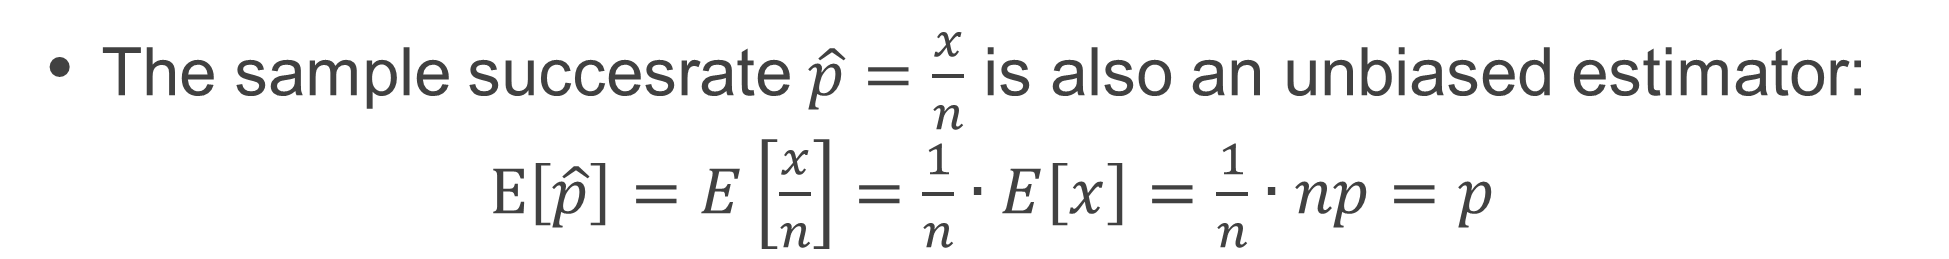 • The sample succesrate p̂ = x/n is also an unbiased estimator:
E[p̂] = E[x/n] = 1/n · E[x] = 1/n · np = p